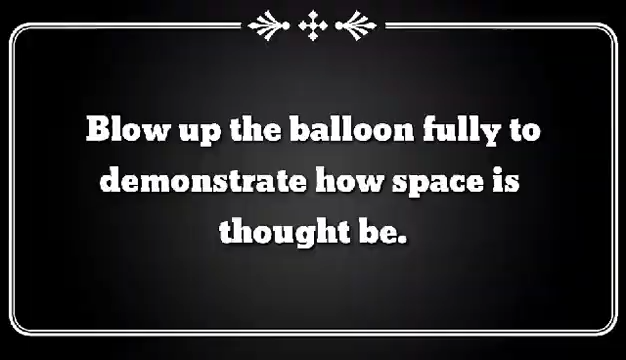 Blow up the balloon fully to
demonstrate how space is
thought be.